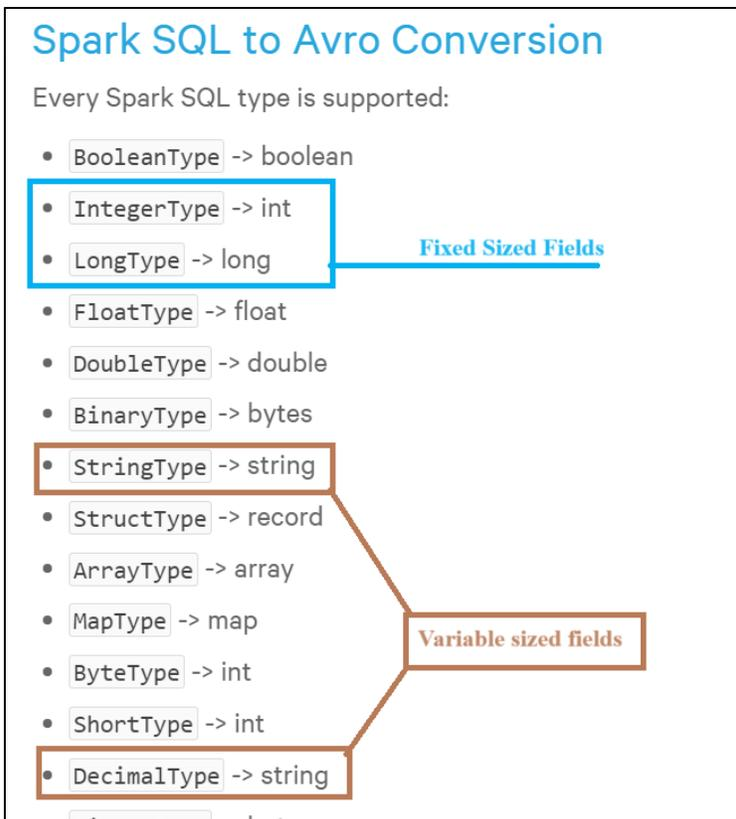 Spark SQL to Avro Conversion
Every Spark SQL type is supported:
• BooleanType -> boolean
• IntegerType -> int
Fixed Sized Fields
• LongType -> long
• FloatType -> float
• DoubleType -> double
• BinaryType -> bytes
• StringType -> string
• StructType -> record
• ArrayType -> array
• MapType -> map
Variable sized fields
• ByteType -> int
• ShortType -> int
• DecimalType -> string